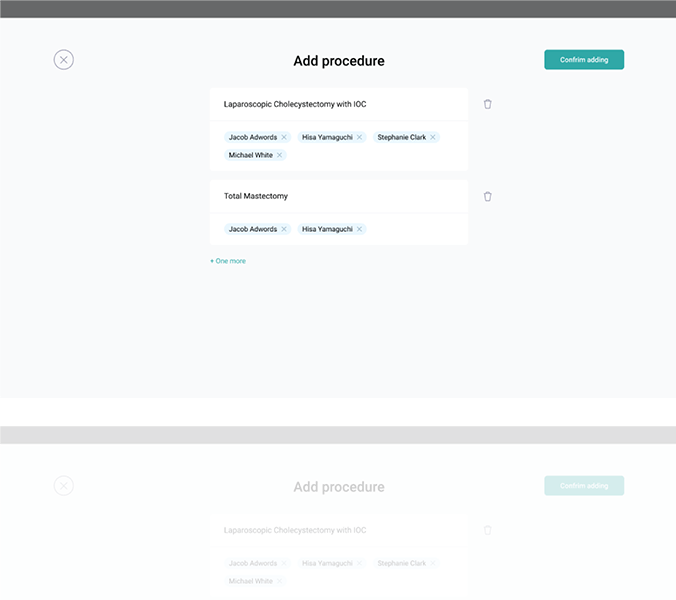 Add procedure
Confrim adding
Laparoscopic Cholecystectomy with IOC
Jacob Adwords Hisa Yamaguchi Stephanie Clark
Michael White
Total Mastectomy
Jacob Adwords Hisa Yamaguchi
+ One more
Add procedure
Confrim adding
Laparoscopic Cholecystectomy with IOC
Jacob Adwords Hisa Yamaguchi Stephanie Clark
Michael White